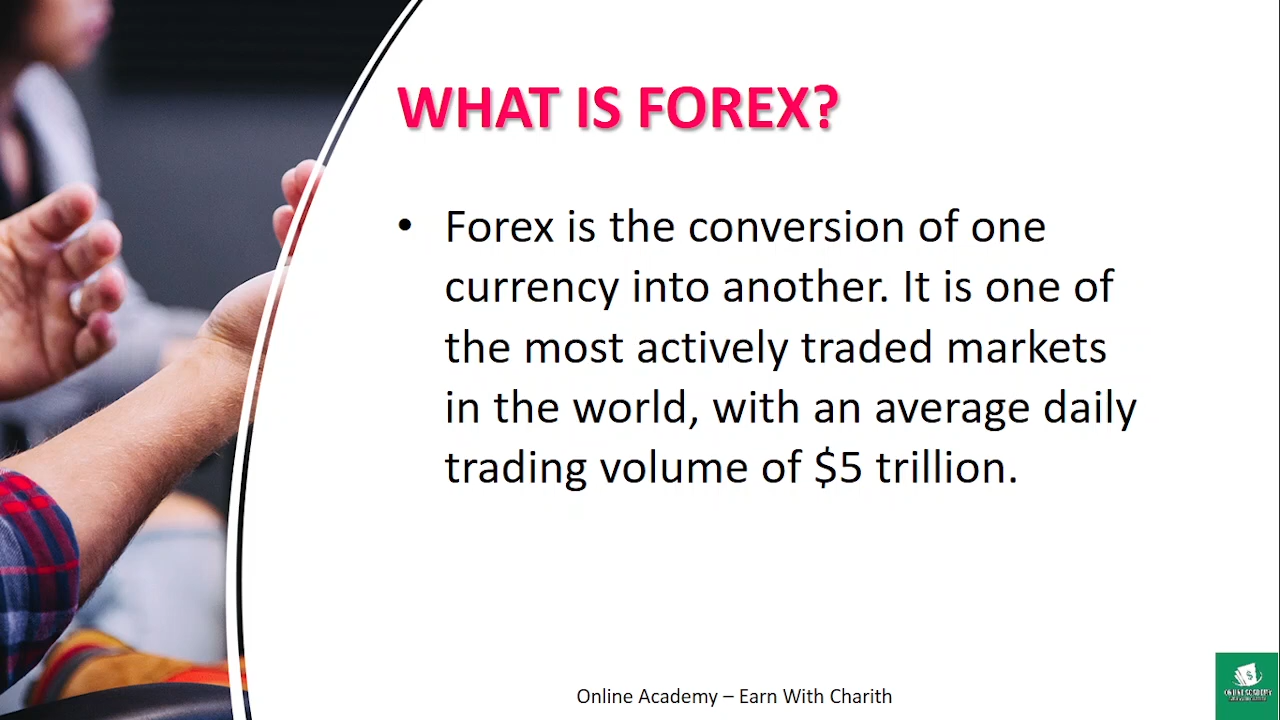 WHAT IS FOREX?
• Forex is the conversion of one
currency into another. It is one of
the most actively traded markets
in the world, with an average daily
trading volume of $5 trillion.
Online Academy – Earn With Charith
ONLINE ACADEMY